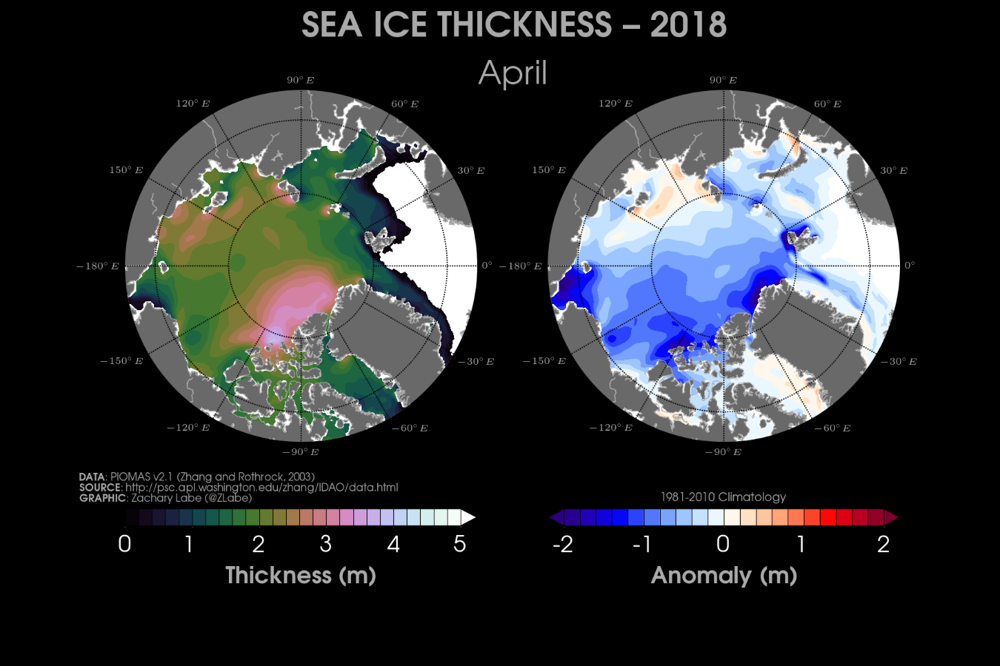 SEA ICE THICKNESS – 2018
April
90° E
120° E
60° E
150° E
30° E
−180° E
0°
−150° E
−30° E
−120° E
−60° E
−90° E
90° E
120° E
60° E
150° E
30° E
−180° E
0°
−150° E
−30° E
−120° E
−60° E
−90° E
DATA: PIOMAS v2.1 (Zhang and Rothrock, 2003)
SOURCE: http://psc.apl.washington.edu/zhang/IDAO/data.html
GRAPHIC: Zachary Labe (@ZLabe)
0 1 2 3 4 5
Thickness (m)
1981-2010 Climatology
-2 -1 0 1 2
Anomaly (m)